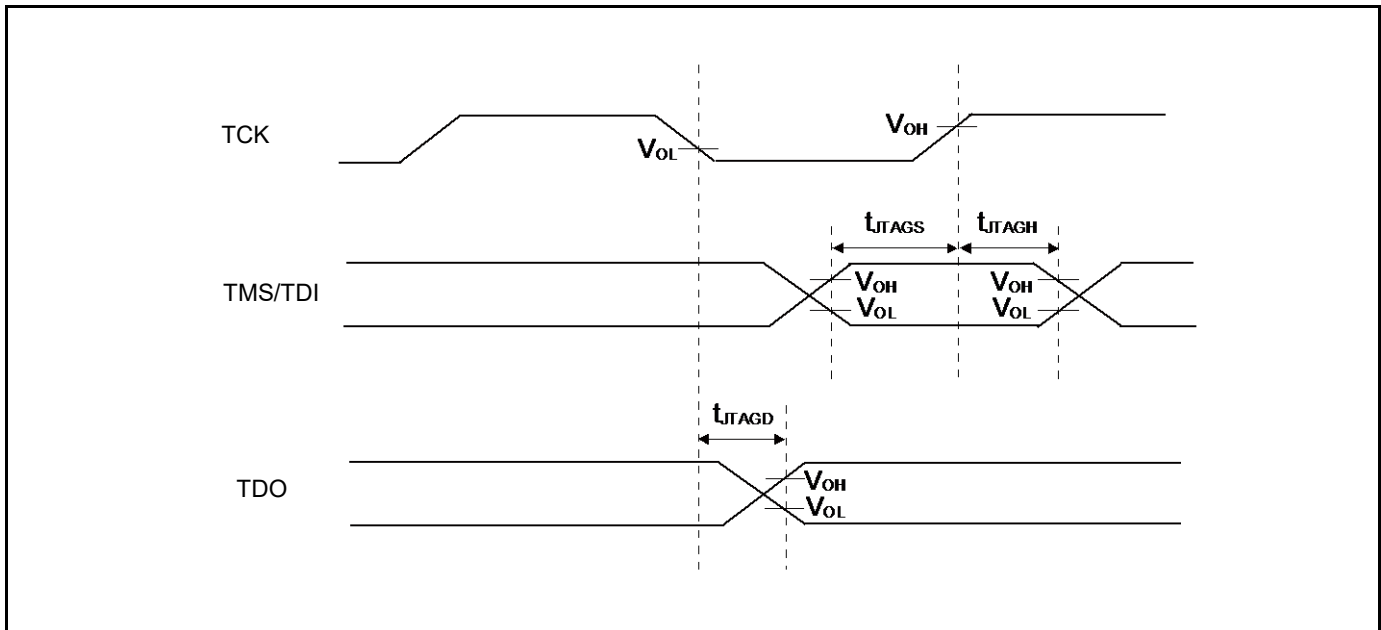 TCK
VOL
VOH
tJTAGS
tJTAGH
TMS/TDI
VOH
VOL
VOH
VOL
tJTAGD
TDO
VOH
VOL